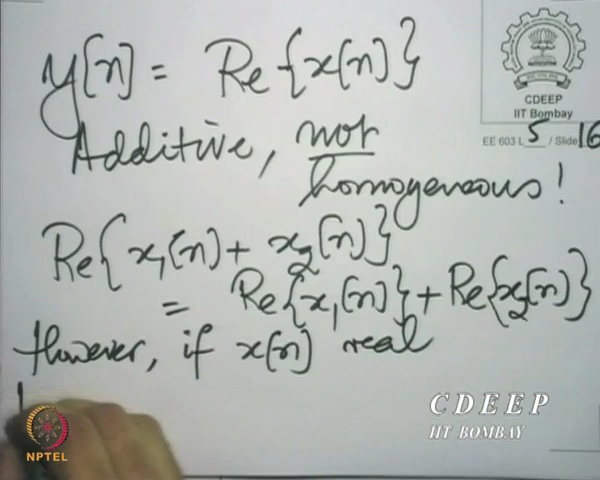 y[n] = Re{x[n]}
Additive, not
homogeneous!
Re{x₁[n] + x₂[n]}
= Re{x₁[n]} + Re{x₂[n]}
However, if x[n] real
CDEEP
IIT Bombay
EE 603 L 5 / Slide 16
CDEEP
IIT BOMBAY
NPTEL